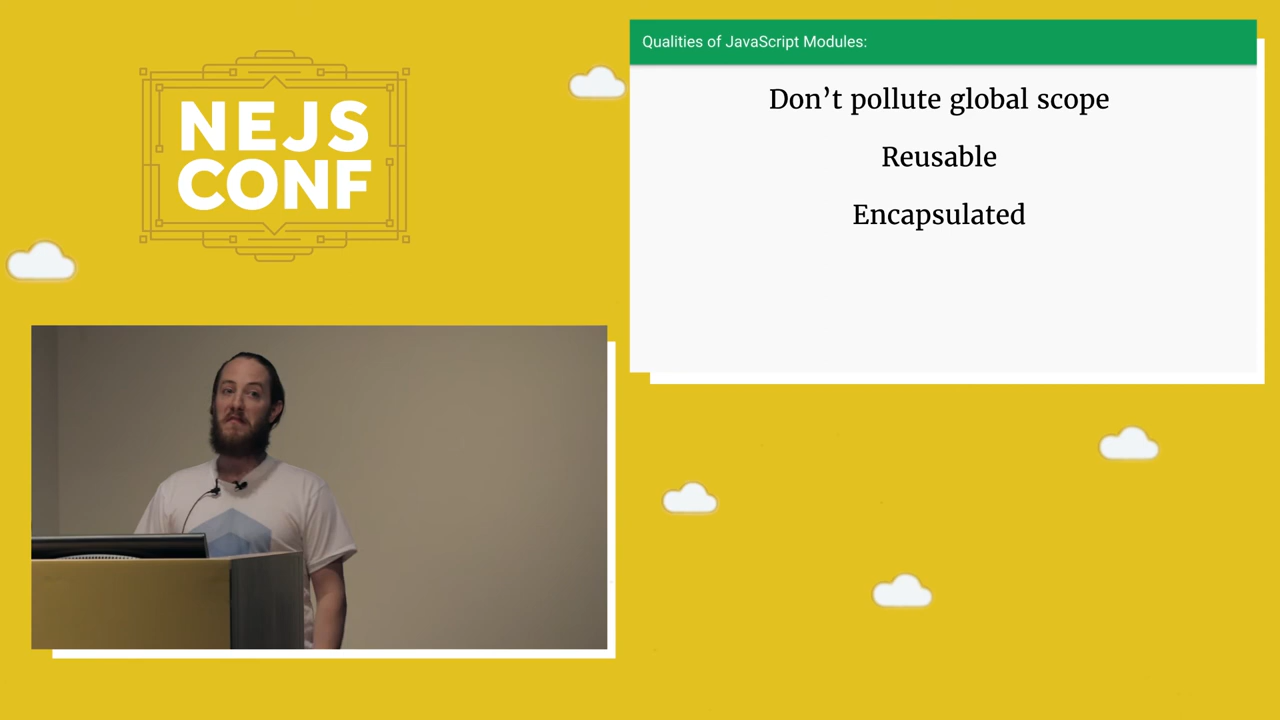 NEJS
CONF
Qualities of JavaScript Modules:
Don’t pollute global scope
Reusable
Encapsulated